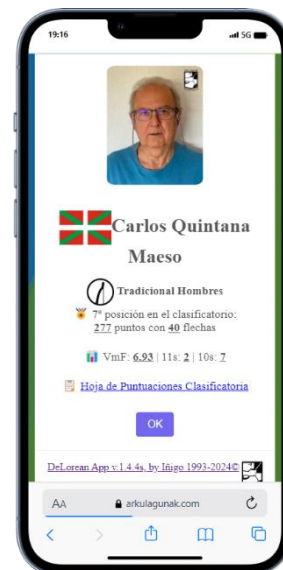 19:16
5G
Carlos Quintana
Maeso
Tradicional Hombres
7ª posición en el clasificatorio:
277 puntos con 40 flechas
VmF: 6.93 | 11s: 2 | 10s: 7
Hoja de Puntuaciones Clasificatoria
OK
DeLorean App v.1.4.4s, by Iñigo 1993-2024©
AA arkulagunak.com